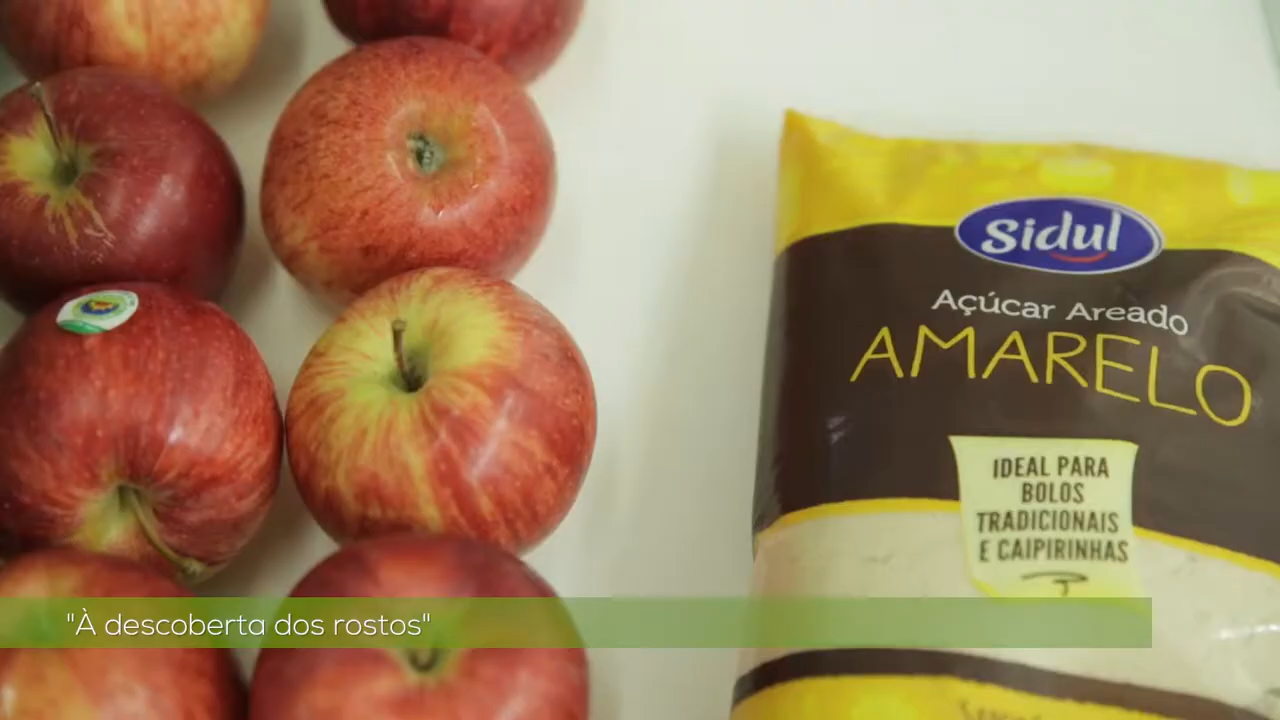 sidul
Açúcar Areado
AMARELO
IDEAL PARA
BOLOS
TRADICIONAIS
E CAIPIRINHAS
"À descoberta dos rostos"